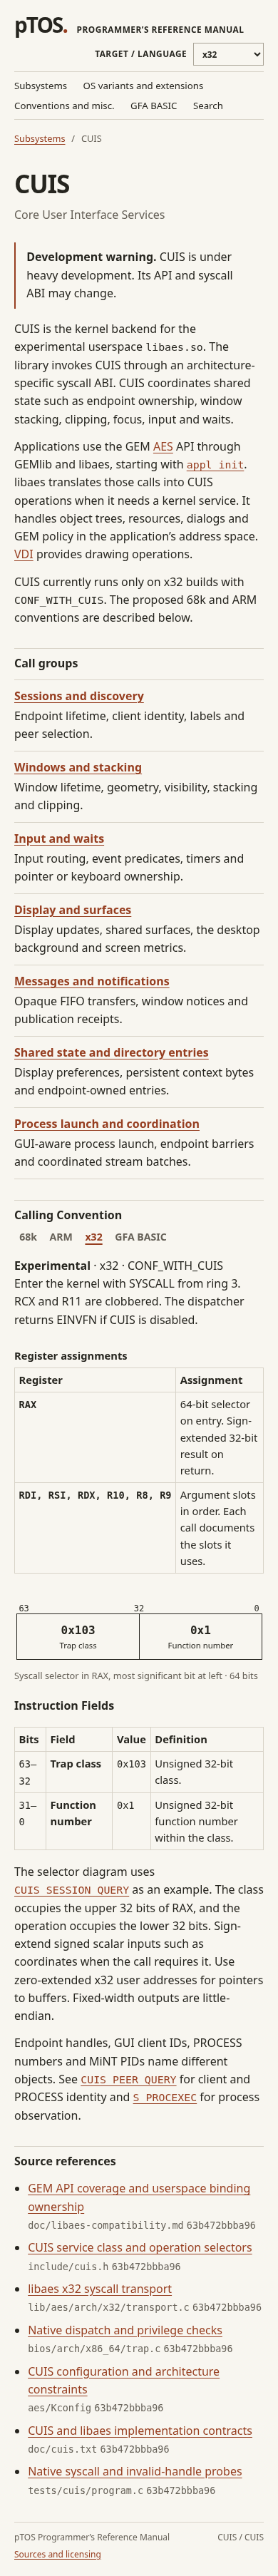 pTOS. PROGRAMMER'S REFERENCE MANUAL
TARGET / LANGUAGE x32
Subsystems OS variants and extensions
Conventions and misc. GFA BASIC Search
Subsystems / CUIS
CUIS
Core User Interface Services
Development warning. CUIS is under
heavy development. Its API and syscall
ABI may change.
CUIS is the kernel backend for the
experimental userspace libaes.so. The
library invokes CUIS through an architecture-
specific syscall ABI. CUIS coordinates shared
state such as endpoint ownership, window
stacking, clipping, focus, input and waits.
Applications use the GEM AES API through
GEMlib and libaes, starting with appl_init.
libaes translates those calls into CUIS
operations when it needs a kernel service. It
handles object trees, resources, dialogs and
GEM policy in the application's address space.
VDI provides drawing operations.
CUIS currently runs only on x32 builds with
CONF_WITH_CUIS. The proposed 68k and ARM
conventions are described below.
Call groups
Sessions and discovery
Endpoint lifetime, client identity, labels and
peer selection.
Windows and stacking
Window lifetime, geometry, visibility, stacking
and clipping.
Input and waits
Input routing, event predicates, timers and
pointer or keyboard ownership.
Display and surfaces
Display updates, shared surfaces, the desktop
background and screen metrics.
Messages and notifications
Opaque FIFO transfers, window notices and
publication receipts.
Shared state and directory entries
Display preferences, persistent context bytes
and endpoint-owned entries.
Process launch and coordination
GUI-aware process launch, endpoint barriers
and coordinated stream batches.
Calling Convention
68k ARM x32 GFA BASIC
Experimental · x32 · CONF_WITH_CUIS
Enter the kernel with SYSCALL from ring 3.
RCX and R11 are clobbered. The dispatcher
returns EINVFN if CUIS is disabled.
Register assignments
Register Assignment
RAX 64-bit selector
on entry. Sign-
extended 32-bit
result on
return.
RDI, RSI, RDX, R10, R8, R9 Argument slots
in order. Each
call documents
the slots it
uses.
63 32 0
0x103 0x1
Trap class Function number
Syscall selector in RAX, most significant bit at left · 64 bits
Instruction Fields
Bits Field Value Definition
63– Trap class 0x103 Unsigned 32-bit
32 class.
31– Function 0x1 Unsigned 32-bit
0 number function number
within the class.
The selector diagram uses
CUIS_SESSION_QUERY as an example. The class
occupies the upper 32 bits of RAX, and the
operation occupies the lower 32 bits. Sign-
extend signed scalar inputs such as
coordinates when the call requires it. Use
zero-extended x32 user addresses for pointers
to buffers. Fixed-width outputs are little-
endian.
Endpoint handles, GUI client IDs, PROCESS
numbers and MiNT PIDs name different
objects. See CUIS_PEER_QUERY for client and
PROCESS identity and S_PROCEXEC for process
observation.
Source references
• GEM API coverage and userspace binding
ownership
doc/libaes-compatibility.md 63b472bbba96
• CUIS service class and operation selectors
include/cuis.h 63b472bbba96
• libaes x32 syscall transport
lib/aes/arch/x32/transport.c 63b472bbba96
• Native dispatch and privilege checks
bios/arch/x86_64/trap.c 63b472bbba96
• CUIS configuration and architecture
constraints
aes/Kconfig 63b472bbba96
• CUIS and libaes implementation contracts
doc/cuis.txt 63b472bbba96
• Native syscall and invalid-handle probes
tests/cuis/program.c 63b472bbba96
pTOS Programmer's Reference Manual CUIS / CUIS
Sources and licensing